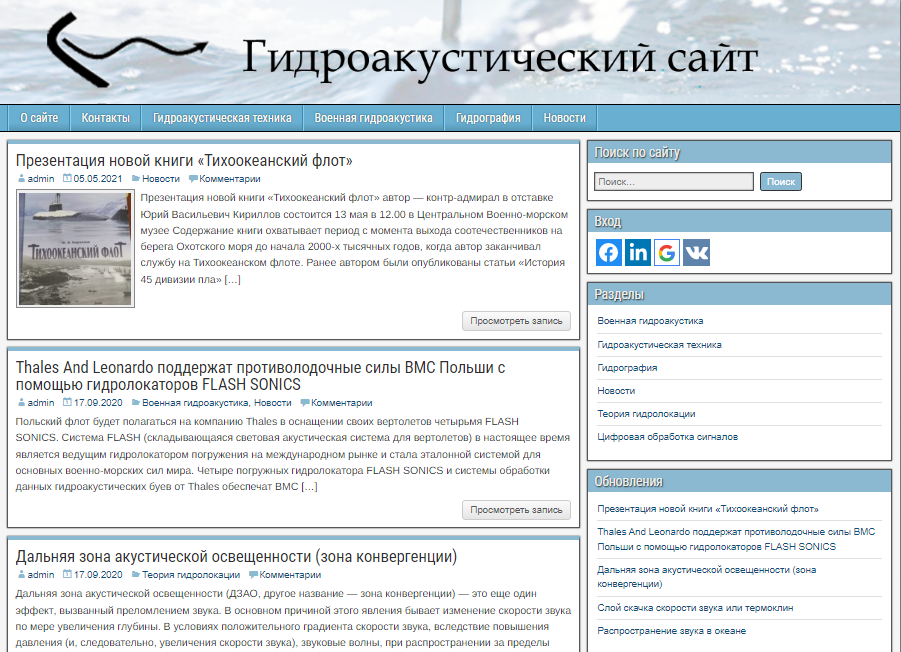 Гидроакустический сайт
О сайте Контакты Гидроакустическая техника Военная гидроакустика Гидрография Новости
Презентация новой книги «Тихоокеанский флот»
admin 05.05.2021 Новости Комментарии
ТИХООКЕАНСКИЙ ФЛОТ
Презентация новой книги «Тихоокеанский флот» автор — контр-адмирал в отставке
Юрий Васильевич Кириллов состоится 13 мая в 12.00 в Центральном Военно-морском
музее Содержание книги охватывает период с момента выхода соотечественников на
берега Охотского моря до начала 2000-х тысячных годов, когда автор заканчивал
службу на Тихоокеанском флоте. Ранее автором были опубликованы статьи «История
45 дивизии пла» […]
Просмотреть запись
Thales And Leonardo поддержат противолодочные силы ВМС Польши с
помощью гидролокаторов FLASH SONICS
admin 17.09.2020 Военная гидроакустика, Новости Комментарии
Польский флот будет полагаться на компанию Thales в оснащении своих вертолетов четырьмя FLASH
SONICS. Система FLASH (складывающаяся световая акустическая система для вертолетов) в настоящее время
является ведущим гидролокатором погружения на международном рынке и стала эталонной системой для
основных военно-морских сил мира. Четыре погружных гидролокатора FLASH SONICS и системы обработки
данных гидроакустических буев от Thales обеспечат ВМС […]
Просмотреть запись
Дальняя зона акустической освещенности (зона конвергенции)
admin 17.09.2020 Теория гидролокации Комментарии
Дальняя зона акустической освещенности (ДЗАО, другое название — зона конвергенции) — это еще один
эффект, вызванный преломлением звука. В основном причиной этого явления бывает изменение скорости звука
по мере увеличения глубины. В условиях положительного градиента скорости звука, вследствие повышения
давления (и, следовательно, увеличения скорости звука), звуковые волны, при распространении за пределы
Поиск по сайту
Поиск… Поиск
Вход
Разделы
Военная гидроакустика
Гидроакустическая техника
Гидрография
Новости
Теория гидролокации
Цифровая обработка сигналов
Обновления
Презентация новой книги «Тихоокеанский флот»
Thales And Leonardo поддержат противолодочные силы ВМС
Польши с помощью гидролокаторов FLASH SONICS
Дальняя зона акустической освещенности (зона
конвергенции)
Слой скачка скорости звука или термоклин
Распространение звука в океане